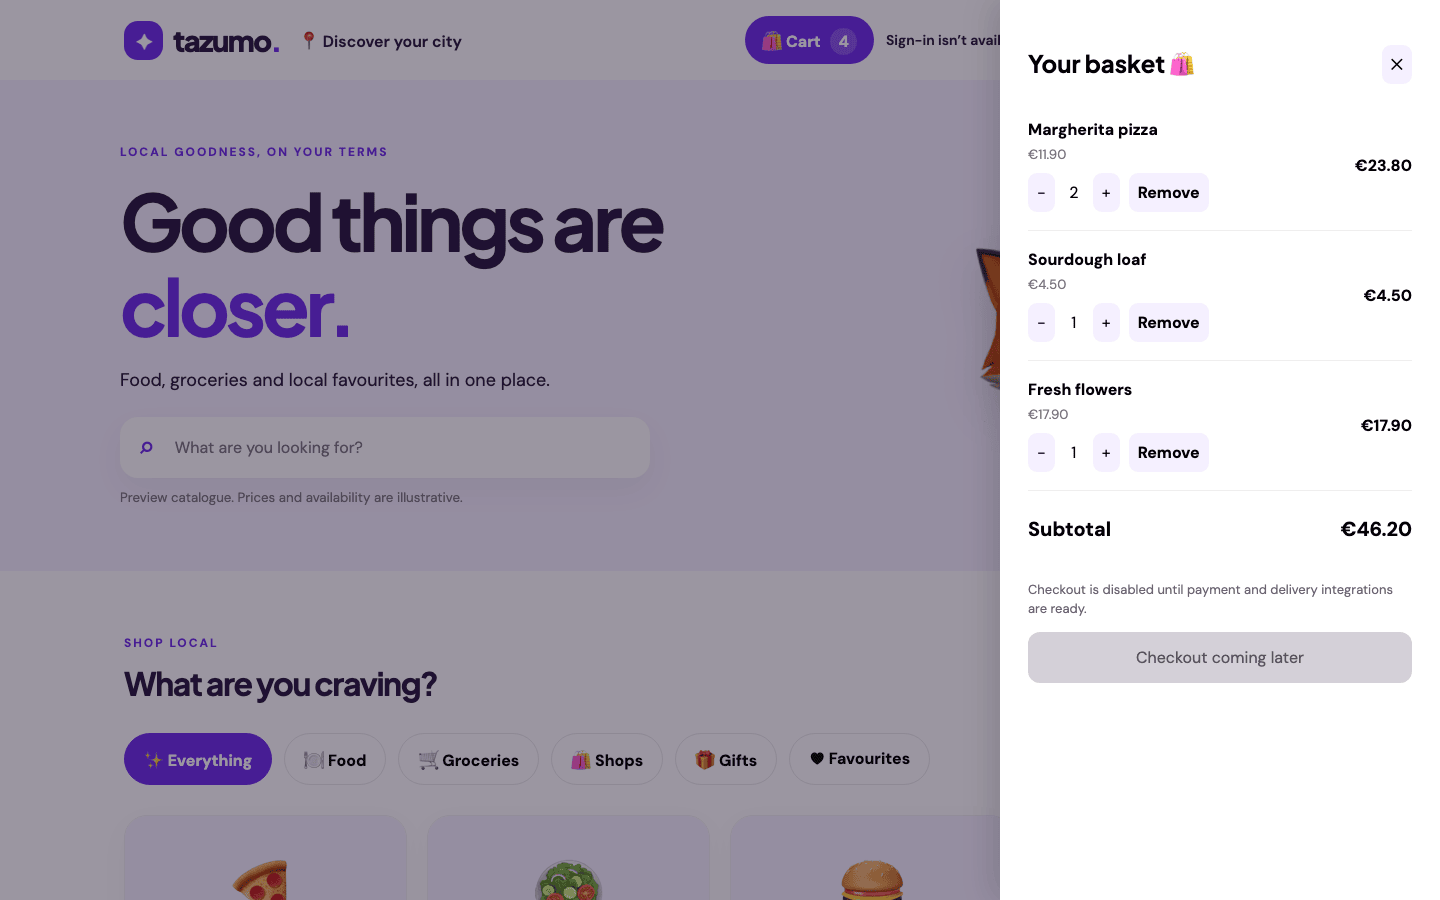 tazumo.
Discover your city
Cart 4
Sign-in isn’t avail
LOCAL GOODNESS, ON YOUR TERMS
Good things are
closer.
Food, groceries and local favourites, all in one place.
What are you looking for?
Preview catalogue. Prices and availability are illustrative.
SHOP LOCAL
What are you craving?
Everything
Food
Groceries
Shops
Gifts
Favourites
Your basket
Margherita pizza
€11.90
€23.80
- 2 + Remove
Sourdough loaf
€4.50
€4.50
- 1 + Remove
Fresh flowers
€17.90
€17.90
- 1 + Remove
Subtotal €46.20
Checkout is disabled until payment and delivery integrations
are ready.
Checkout coming later